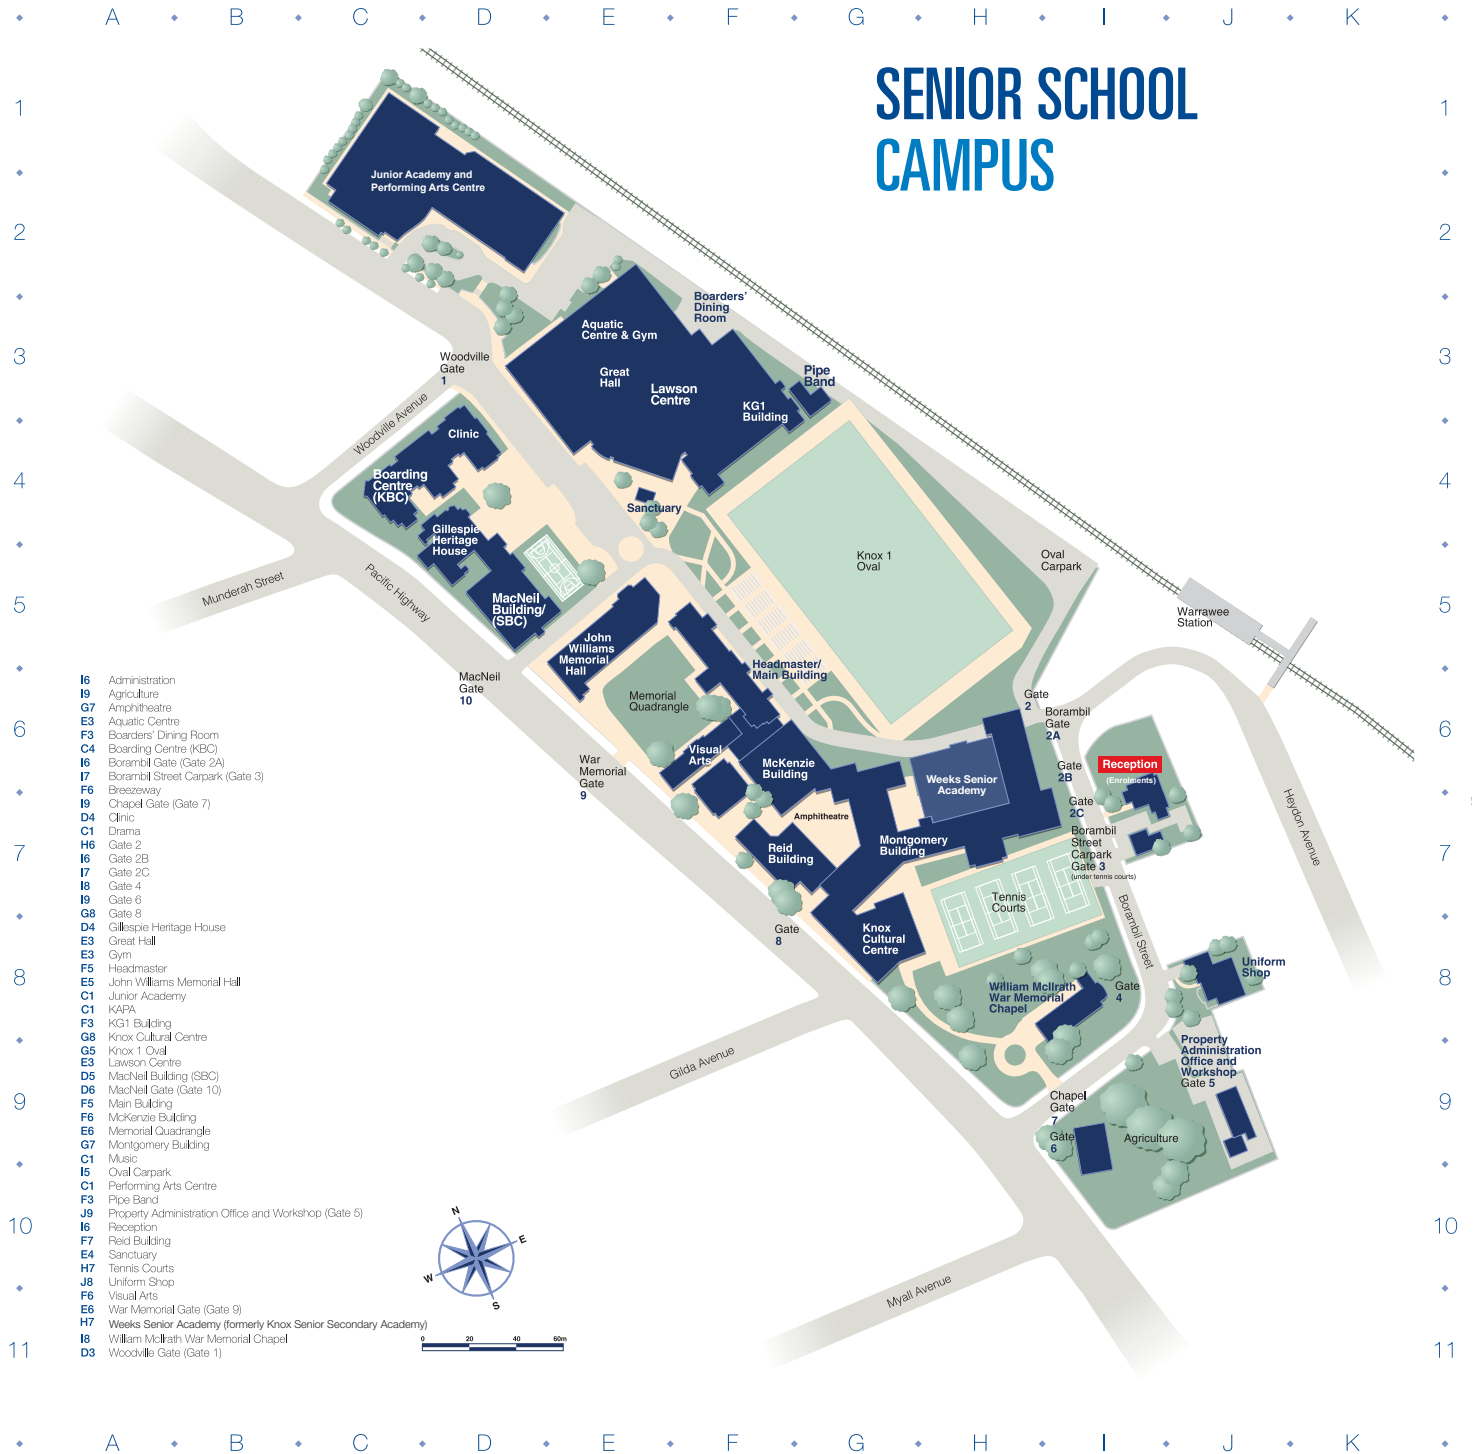 A B C D E F G H I J K
SENIOR SCHOOL
CAMPUS
1 1
2 2
3 3
4 4
5 5
6 6
7 7
8 8
9 9
10 10
11 11
Junior Academy and
Performing Arts Centre
Boarders'
Dining
Room
Aquatic
Centre & Gym
Great
Hall
Lawson
Centre
KG1
Building
Pipe
Band
Woodville
Gate
1
Woodville Avenue
Clinic
Boarding
Centre
(KBC)
Gillespie
Heritage
House
Sanctuary
Knox 1
Oval
Oval
Carpark
Munderah Street
Pacific Highway
MacNeil
Building/
(SBC)
Warrawee
Station
John
Williams
Memorial
Hall
Headmaster/
Main Building
MacNeil
Gate
10
Memorial
Quadrangle
Gate
2
Borambil
Gate
2A
War
Memorial
Gate
9
Visual
Arts
McKenzie
Building
Weeks Senior
Academy
Gate
2B
Reception
(Enrolments)
Gate
2C
Heydon Avenue
Amphitheatre
Reid
Building
Montgomery
Building
Borambil
Street
Carpark
Gate 3
(under tennis courts)
Tennis
Courts
Borambil Street
Gate
8
Knox
Cultural
Centre
Uniform
Shop
William McIlrath
War Memorial
Chapel
Gate
4
Gilda Avenue
Property
Administration
Office and
Workshop
Gate 5
Chapel
Gate
7
Gate
6
Agriculture
Myall Avenue
I6 Administration
I9 Agriculture
G7 Amphitheatre
E3 Aquatic Centre
F3 Boarders' Dining Room
C4 Boarding Centre (KBC)
I6 Borambil Gate (Gate 2A)
I7 Borambil Street Carpark (Gate 3)
F6 Breezeway
I9 Chapel Gate (Gate 7)
D4 Clinic
C1 Drama
H6 Gate 2
I6 Gate 2B
I7 Gate 2C
I8 Gate 4
I9 Gate 6
G8 Gate 8
D4 Gillespie Heritage House
E3 Great Hall
E3 Gym
F5 Headmaster
E5 John Williams Memorial Hall
C1 Junior Academy
C1 KAPA
F3 KG1 Building
G8 Knox Cultural Centre
G5 Knox 1 Oval
E3 Lawson Centre
D5 MacNeil Building (SBC)
D6 MacNeil Gate (Gate 10)
F5 Main Building
F6 McKenzie Building
E6 Memorial Quadrangle
G7 Montgomery Building
C1 Music
I5 Oval Carpark
C1 Performing Arts Centre
F3 Pipe Band
J9 Property Administration Office and Workshop (Gate 5)
I6 Reception
F7 Reid Building
E4 Sanctuary
H7 Tennis Courts
J8 Uniform Shop
F6 Visual Arts
E6 War Memorial Gate (Gate 9)
H7 Weeks Senior Academy (formerly Knox Senior Secondary Academy)
I8 William McIlrath War Memorial Chapel
D3 Woodville Gate (Gate 1)
N
E
W
S
0 20 40 60m
A B C D E F G H I J K